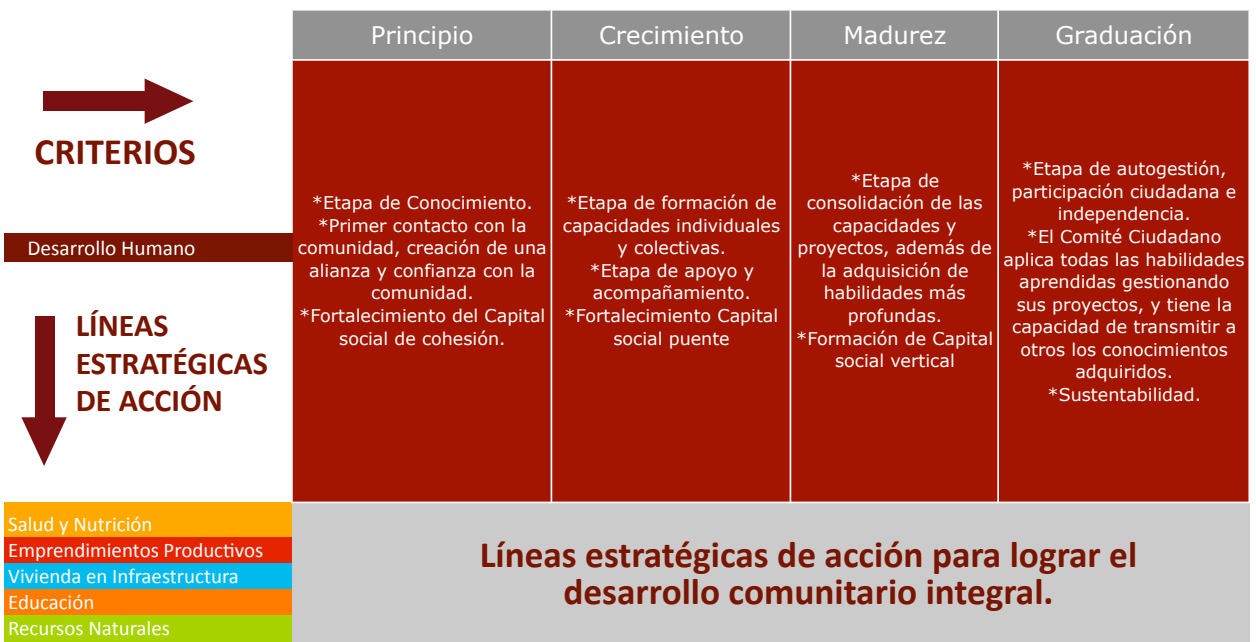 Principio
Crecimiento
Madurez
Graduación
CRITERIOS
Desarrollo Humano
LÍNEAS
ESTRATÉGICAS
DE ACCIÓN
*Etapa de Conocimiento.
*Primer contacto con la
comunidad, creación de una
alianza y confianza con la
comunidad.
*Fortalecimiento del Capital
social de cohesión.
*Etapa de formación de
capacidades individuales
y colectivas.
*Etapa de apoyo y
acompañamiento.
*Fortalecimiento Capital
social puente
*Etapa de
consolidación de las
capacidades y
proyectos, además de
la adquisición de
habilidades más
profundas.
*Formación de Capital
social vertical
*Etapa de autogestión,
participación ciudadana e
independencia.
*El Comité Ciudadano
aplica todas las habilidades
aprendidas gestionando
sus proyectos, y tiene la
capacidad de transmitir a
otros los conocimientos
adquiridos.
*Sustentabilidad.
Salud y Nutrición
Emprendimientos Productivos
Vivienda en Infraestructura
Educación
Recursos Naturales
Líneas estratégicas de acción para lograr el
desarrollo comunitario integral.